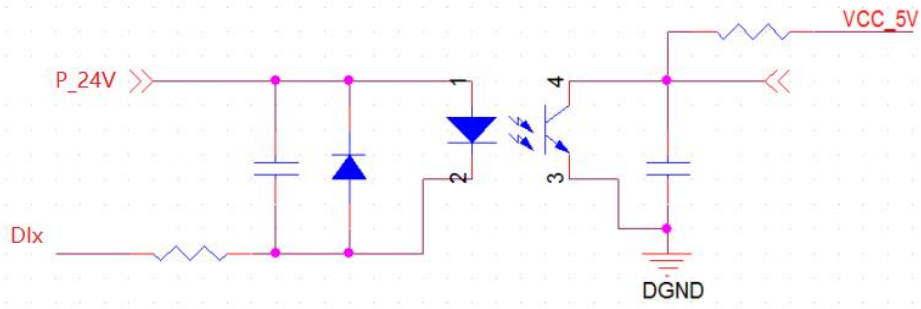 VCC_5V
P_24V
1
4
2
3
DIx
DGND